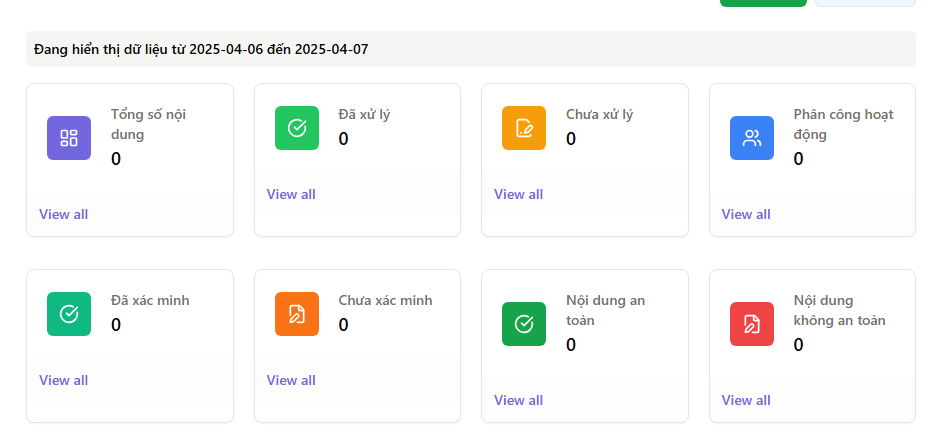 Đang hiển thị dữ liệu từ 2025-04-06 đến 2025-04-07
Tổng số nội
dung
0
View all
Đã xử lý
0
View all
Chưa xử lý
0
View all
Phân công hoạt
động
0
View all
Đã xác minh
0
View all
Chưa xác minh
0
View all
Nội dung an
toàn
0
View all
Nội dung
không an toàn
0
View all